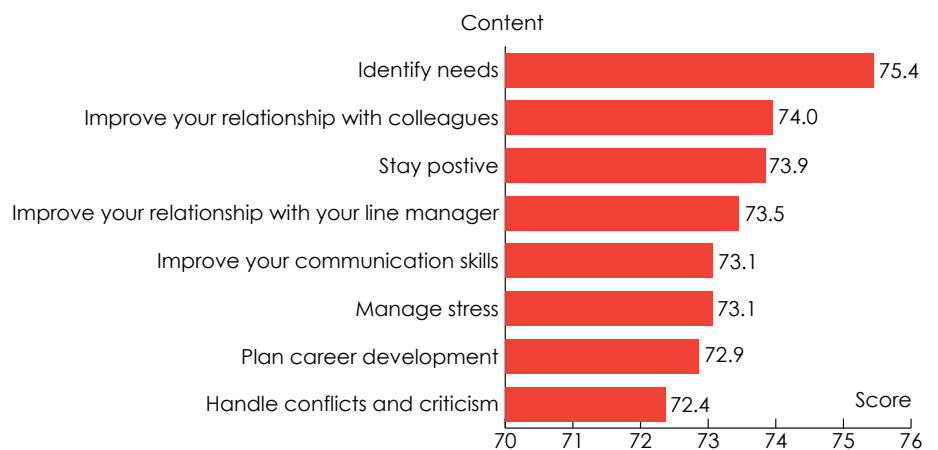 Content
Identify needs 75.4
Improve your relationship with colleagues 74.0
Stay postive 73.9
Improve your relationship with your line manager 73.5
Improve your communication skills 73.1
Manage stress 73.1
Plan career development 72.9
Handle conflicts and criticism 72.4
Score
70 71 72 73 74 75 76